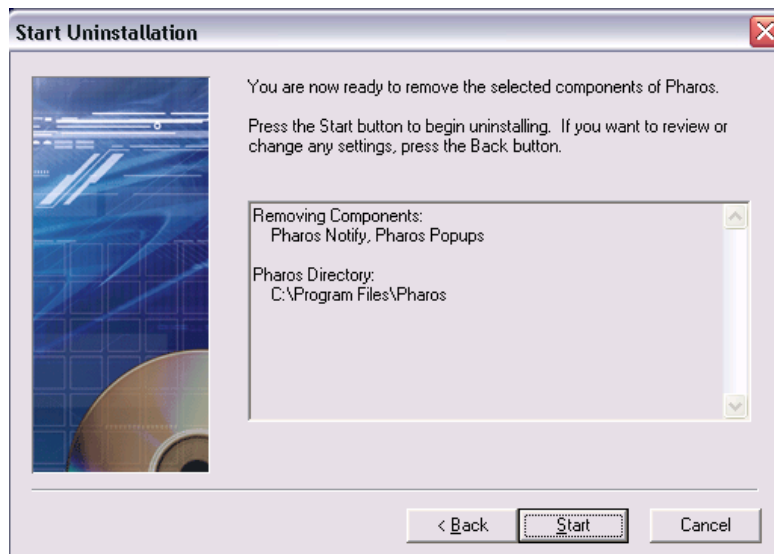 Start Uninstallation
You are now ready to remove the selected components of Pharos.
Press the Start button to begin uninstalling. If you want to review or
change any settings, press the Back button.
Removing Components:
Pharos Notify, Pharos Popups
Pharos Directory:
C:\Program Files\Pharos
< Back
Start
Cancel